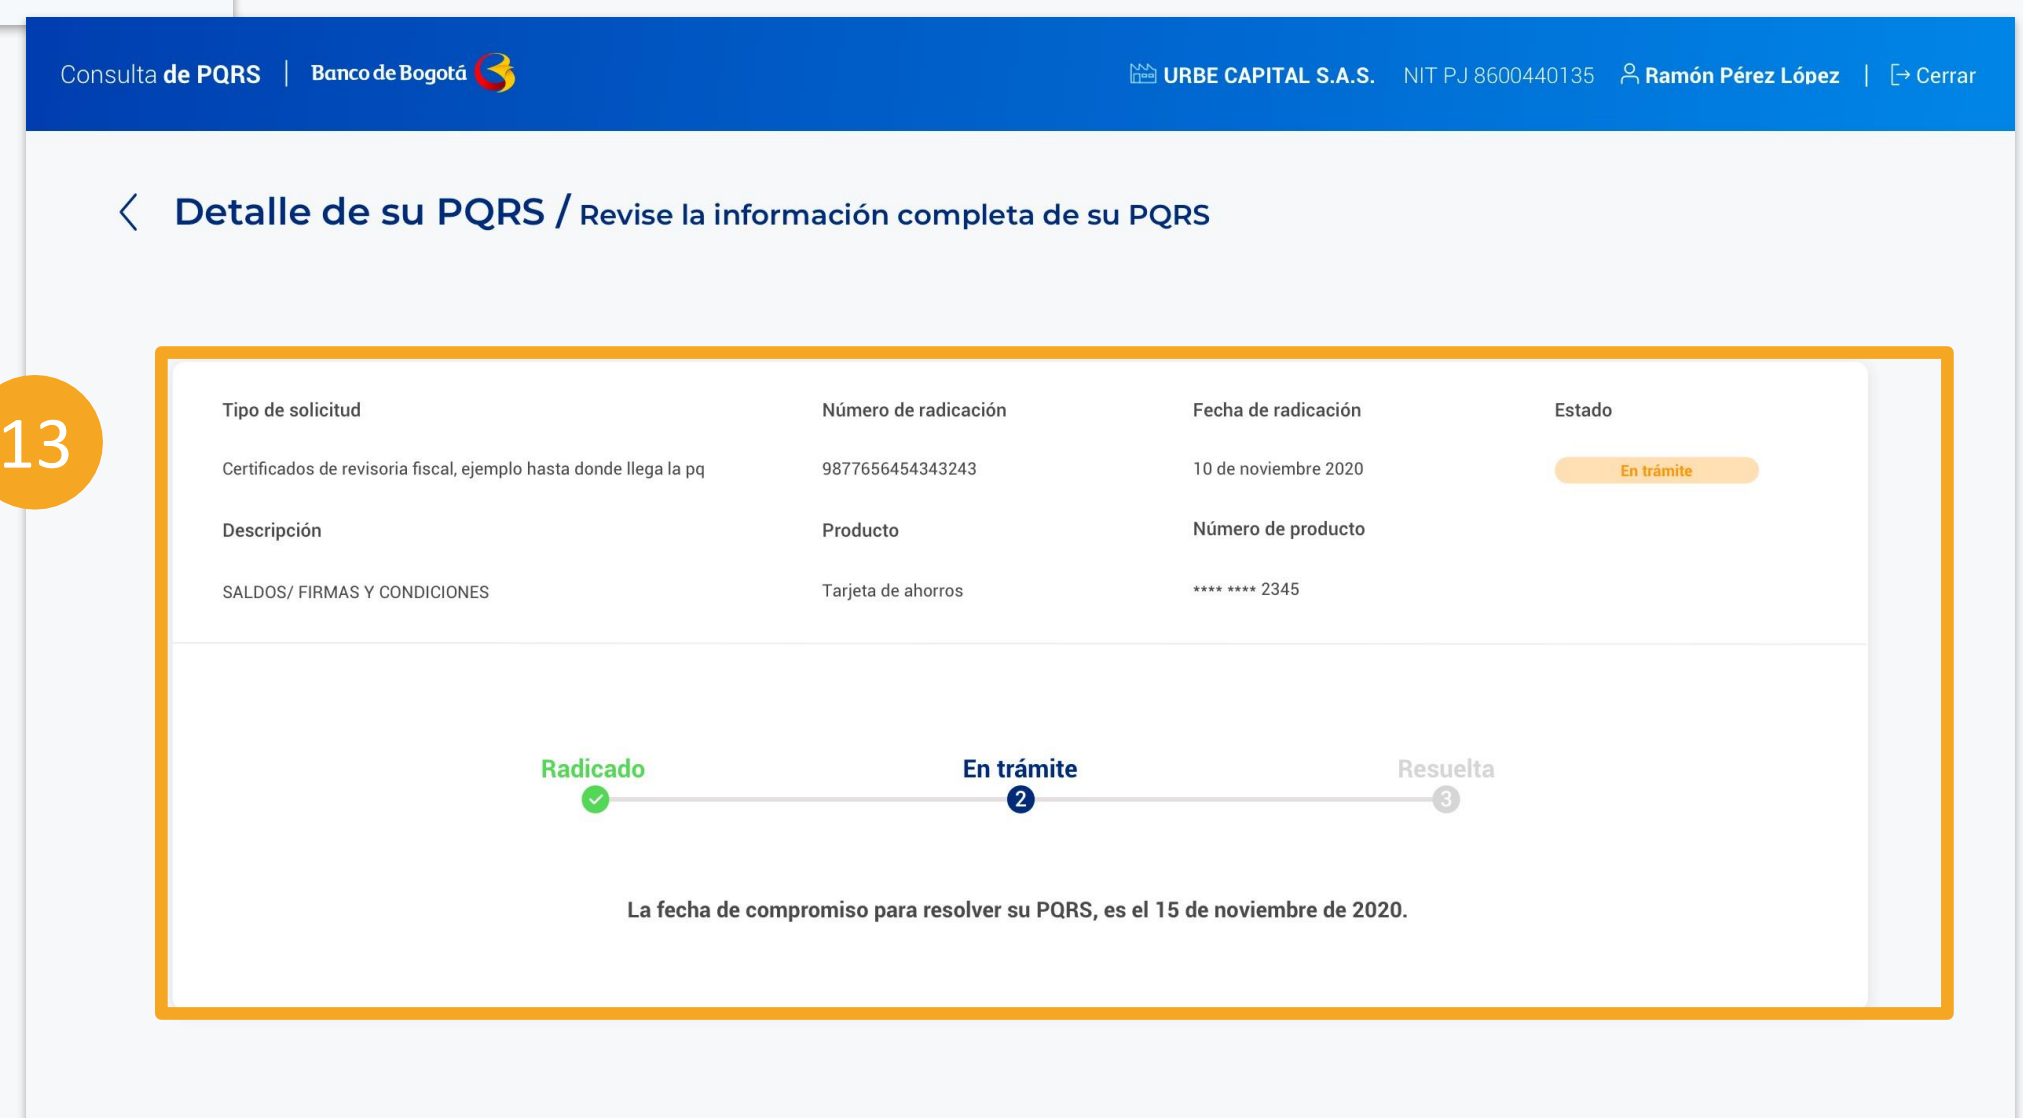 Consulta de PQRS | Banco de Bogotá URBE CAPITAL S.A.S. NIT PJ 8600440135 Ramón Pérez López | Cerrar
Detalle de su PQRS / Revise la información completa de su PQRS
13
Tipo de solicitud Número de radicación Fecha de radicación Estado
Certificados de revisoria fiscal, ejemplo hasta donde llega la pq 9877656454343243 10 de noviembre 2020 En trámite
Descripción Producto Número de producto
SALDOS/ FIRMAS Y CONDICIONES Tarjeta de ahorros **** **** 2345
Radicado En trámite Resuelta
2 3
La fecha de compromiso para resolver su PQRS, es el 15 de noviembre de 2020.